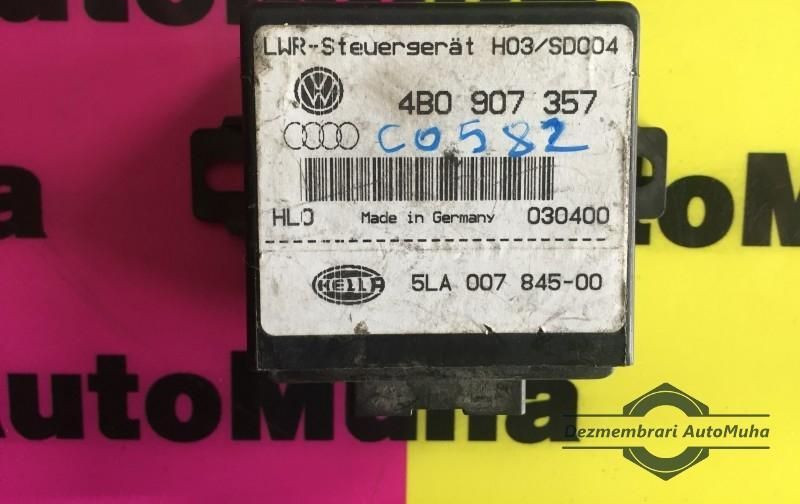 LWR-Steuergerät H03/SD004
4B0 907 357
C0582
HLO Made in Germany 030400
HELLA 5LA 007 845-00
AutoMuha
Dezmembrari AutoMuha